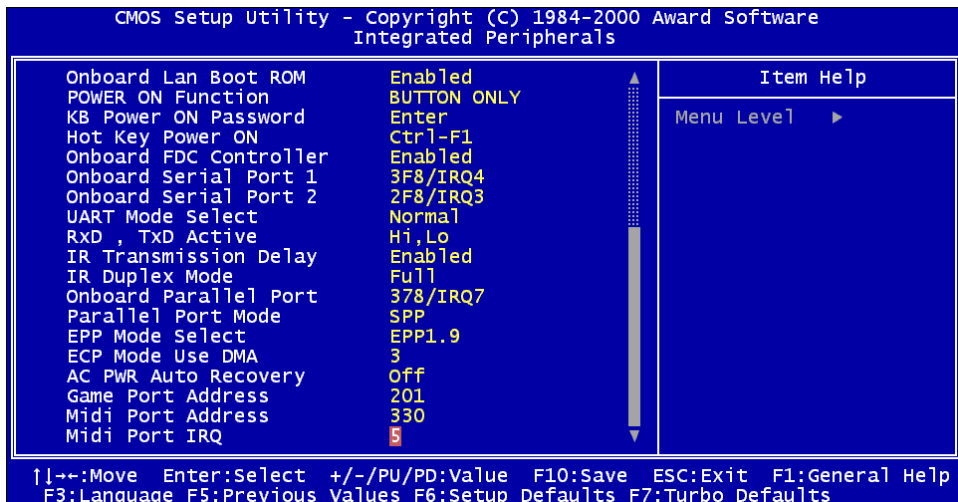 CMOS Setup Utility - Copyright (C) 1984-2000 Award Software
Integrated Peripherals
Onboard Lan Boot ROM Enabled
POWER ON Function BUTTON ONLY
KB Power ON Password Enter
Hot Key Power ON Ctrl-F1
Onboard FDC Controller Enabled
Onboard Serial Port 1 3F8/IRQ4
Onboard Serial Port 2 2F8/IRQ3
UART Mode Select Normal
RxD , TxD Active Hi,Lo
IR Transmission Delay Enabled
IR Duplex Mode Full
Onboard Parallel Port 378/IRQ7
Parallel Port Mode SPP
EPP Mode Select EPP1.9
ECP Mode Use DMA 3
AC PWR Auto Recovery Off
Game Port Address 201
Midi Port Address 330
Midi Port IRQ 5
Item Help
Menu Level ►
↑↓→←:Move Enter:Select +/-/PU/PD:Value F10:Save ESC:Exit F1:General Help
F3:Language F5:Previous Values F6:Setup Defaults F7:Turbo Defaults